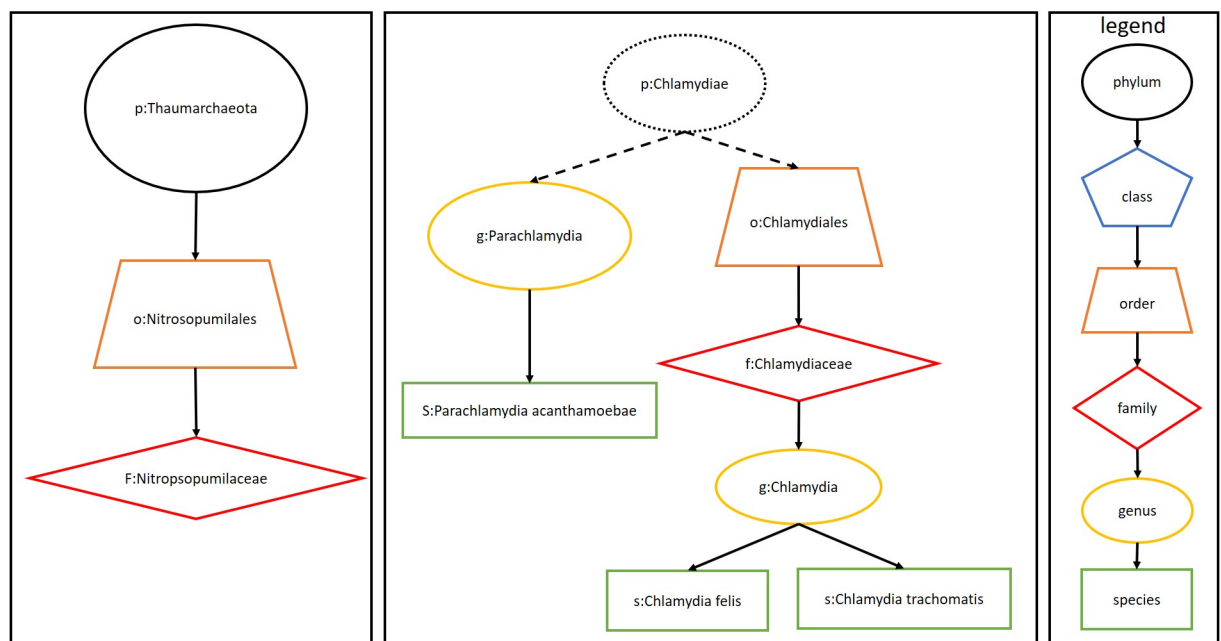 p:Thaumarchaeota
o:Nitrosopumilales
F:Nitropsopumilaceae
p:Chlamydiae
g:Parachlamydia
o:Chlamydiales
S:Parachlamydia acanthamoebae
f:Chlamydiaceae
g:Chlamydia
s:Chlamydia felis
s:Chlamydia trachomatis
legend
phylum
class
order
family
genus
species